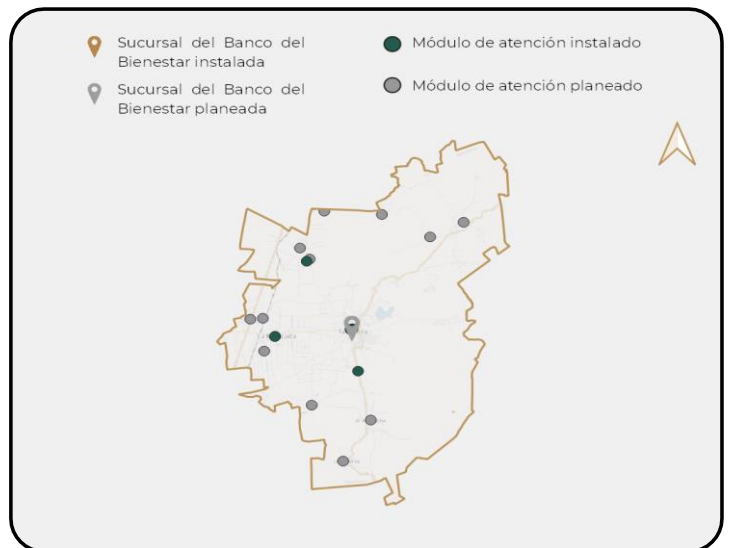 Sucursal del Banco del
Bienestar instalada
Sucursal del Banco del
Bienestar planeada
Módulo de atención instalado
Módulo de atención planeado